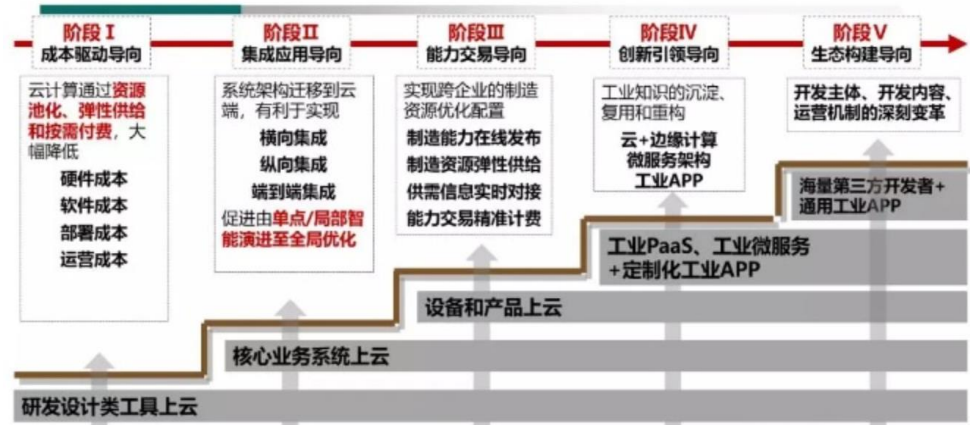 阶段Ⅰ
成本驱动导向
云计算通过资源
池化、弹性供给
和按需付费，大
幅降低
硬件成本
软件成本
部署成本
运营成本
阶段Ⅱ
集成应用导向
系统架构迁移到云
端，有利于实现
横向集成
纵向集成
端到端集成
促进由单点/局部智
能演进至全局优化
阶段Ⅲ
能力交易导向
实现跨企业的制造
资源优化配置
制造能力在线发布
制造资源弹性供给
供需信息实时对接
能力交易精准计费
阶段Ⅳ
创新引领导向
工业知识的沉淀、
复用和重构
云+边缘计算
微服务架构
工业APP
阶段Ⅴ
生态构建导向
开发主体、开发内容、
运营机制的深刻变革
海量第三方开发者+
通用工业APP
工业PaaS、工业微服务
+定制化工业APP
设备和产品上云
核心业务系统上云
研发设计类工具上云